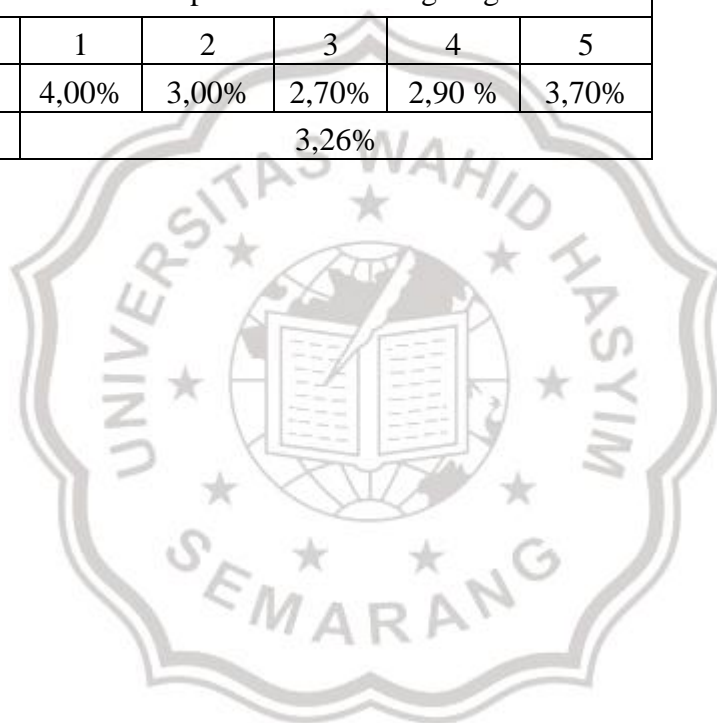 1 2 3 4 5
4,00% 3,00% 2,70% 2,90 % 3,70%
3,26%
UNIVERSITAS WAHID HASYIM
SEMARANG